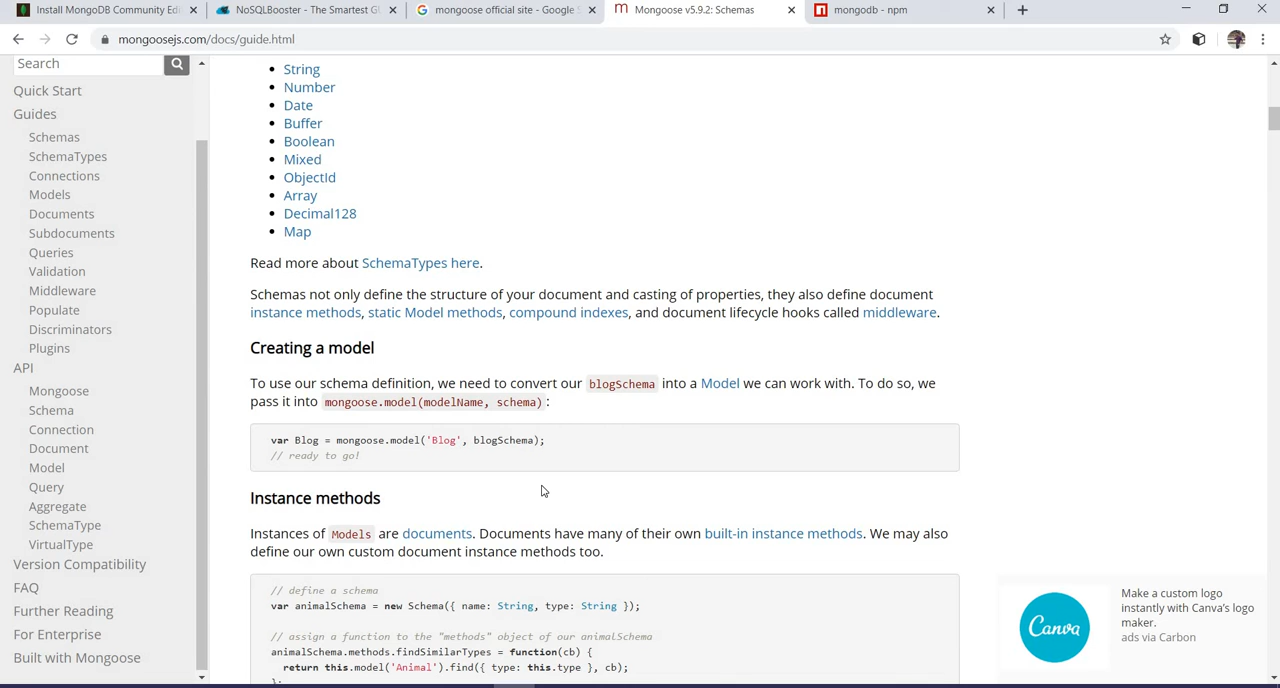 Install MongoDB Community Edi
NoSQLBooster - The Smartest G
mongoose official site - Google S
Mongoose v5.9.2: Schemas
mongodb - npm
mongoosejs.com/docs/guide.html
Search
Quick Start
Guides
Schemas
SchemaTypes
Connections
Models
Documents
Subdocuments
Queries
Validation
Middleware
Populate
Discriminators
Plugins
API
Mongoose
Schema
Connection
Document
Model
Query
Aggregate
SchemaType
VirtualType
Version Compatibility
FAQ
Further Reading
For Enterprise
Built with Mongoose
String
Number
Date
Buffer
Boolean
Mixed
ObjectId
Array
Decimal128
Map
Read more about SchemaTypes here.
Schemas not only define the structure of your document and casting of properties, they also define document
instance methods, static Model methods, compound indexes, and document lifecycle hooks called middleware.
Creating a model
To use our schema definition, we need to convert our blogSchema into a Model we can work with. To do so, we
pass it into mongoose.model(modelName, schema) :
var Blog = mongoose.model('Blog', blogSchema);
// ready to go!
Instance methods
Instances of Models are documents. Documents have many of their own built-in instance methods. We may also
define our own custom document instance methods too.
// define a schema
var animalSchema = new Schema({ name: String, type: String });
// assign a function to the "methods" object of our animalSchema
animalSchema.methods.findSimilarTypes = function(cb) {
return this.model('Animal').find({ type: this.type }, cb);
};
Canva
Make a custom logo
instantly with Canva's logo
maker.
ads via Carbon